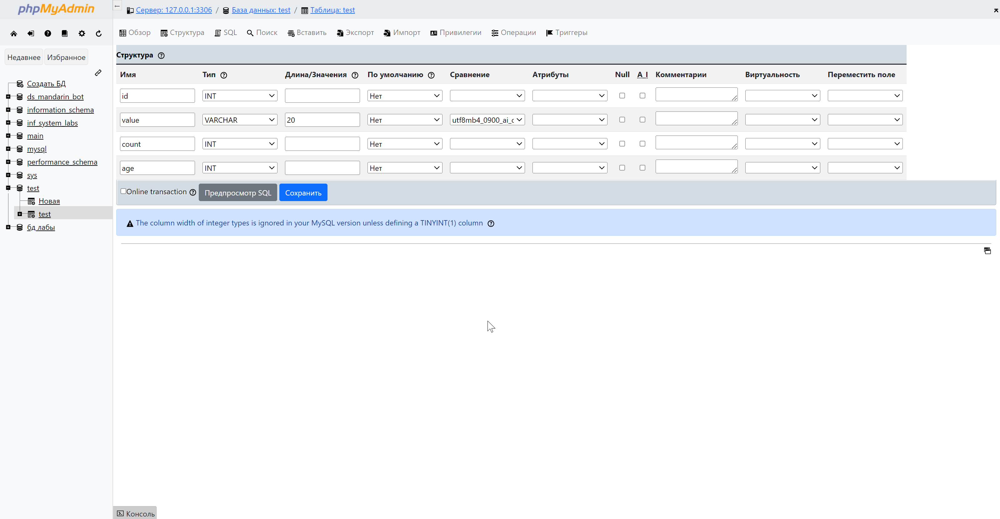 phpMyAdmin
Недавнее Избранное
Создать БД
ds_mandarin_bot
information_schema
inf_system_labs
main
mysql
performance_schema
sys
test
Новая
test
бд лабы
← Сервер: 127.0.0.1:3306 / База данных: test / Таблица: test
Обзор Структура SQL Поиск Вставить Экспорт Импорт Привилегии Операции Триггеры
Структура
Имя Тип Длина/Значения По умолчанию Сравнение Атрибуты Null A_I Комментарии Виртуальность Переместить поле
id INT Нет
value VARCHAR 20 Нет utf8mb4_0900_ai_c
count INT Нет
age INT Нет
Online transaction Предпросмотр SQL Сохранить
The column width of integer types is ignored in your MySQL version unless defining a TINYINT(1) column
Консоль